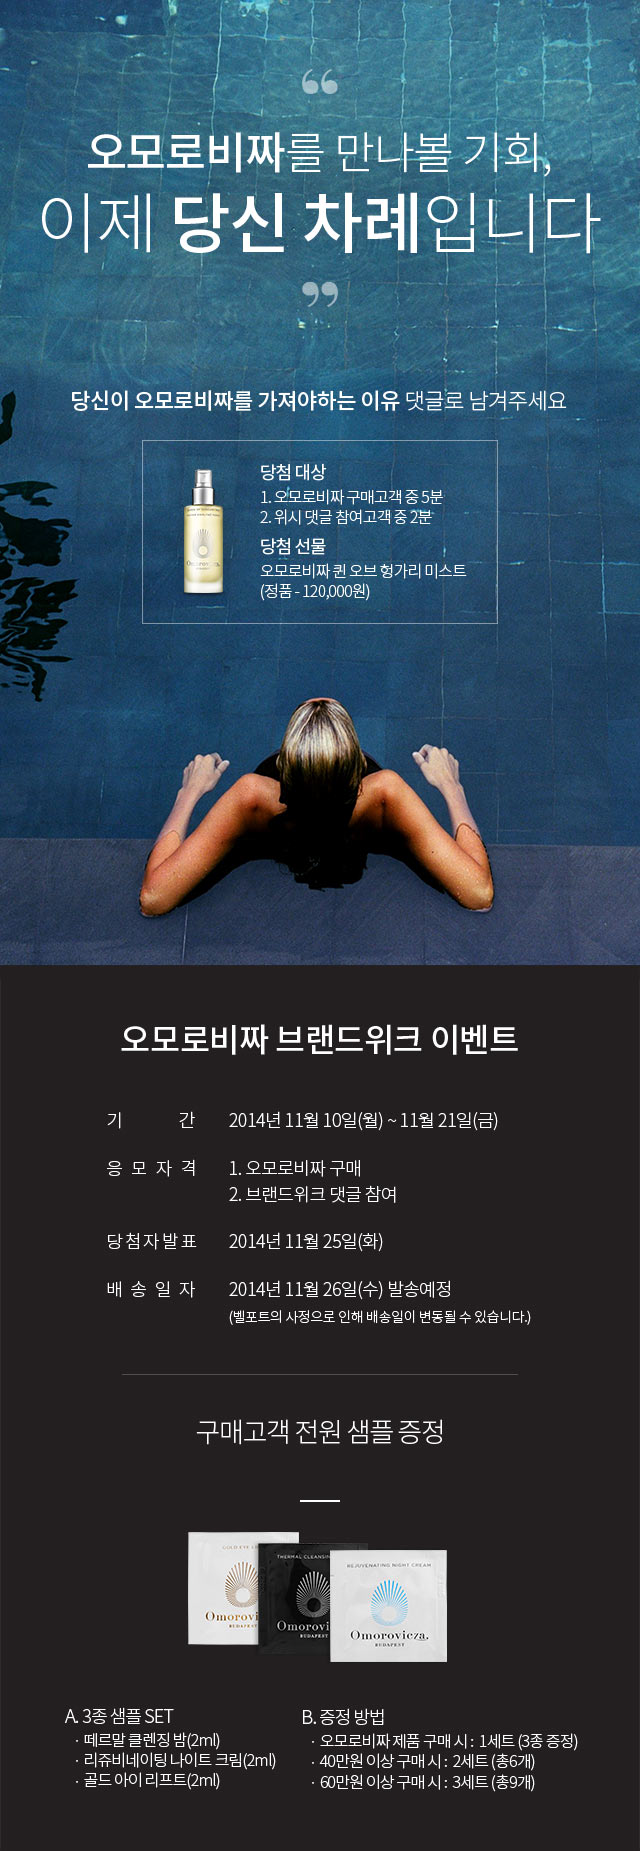 “
오모로비짜를 만나볼 기회,
이제 당신 차례입니다
”
당신이 오모로비짜를 가져야하는 이유 댓글로 남겨주세요
당첨 대상
1. 오모로비짜 구매고객 중 5분
2. 위시 댓글 참여고객 중 2분
당첨 선물
오모로비짜 퀸 오브 헝가리 미스트
(정품 - 120,000원)
Omorovicza.
오모로비짜 브랜드위크 이벤트
기 간 2014년 11월 10일(월) ~ 11월 21일(금)
응 모 자 격 1. 오모로비짜 구매
2. 브랜드위크 댓글 참여
당첨자발표 2014년 11월 25일(화)
배 송 일 자 2014년 11월 26일(수) 발송예정
(벨포트의 사정으로 인해 배송일이 변동될 수 있습니다.)
구매고객 전원 샘플 증정
GOLD EYE
Omorovi
BUDAPEST
THERMAL CLEANSING
Omorov
BUDAPEST
REJUVENATING NIGHT CREAM
Omorovicza.
BUDAPEST
A. 3종 샘플 SET
· 떼르말 클렌징 밤(2ml)
· 리쥬비네이팅 나이트 크림(2ml)
· 골드 아이 리프트(2ml)
B. 증정 방법
· 오모로비짜 제품 구매 시 : 1세트 (3종 증정)
· 40만원 이상 구매 시 : 2세트 (총6개)
· 60만원 이상 구매 시 : 3세트 (총9개)